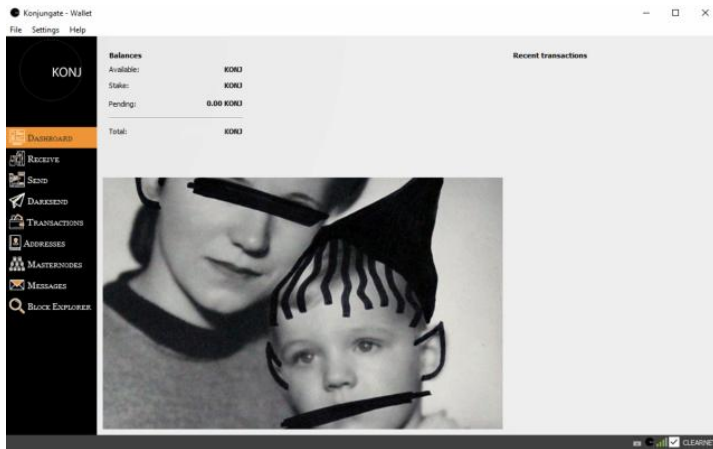 Konjungate - Wallet
File Settings Help
KONJ
Balances
Available: KONJ
Stake: KONJ
Pending: 0.00 KONJ
Total: KONJ
Recent transactions
DASHBOARD
RECEIVE
SEND
DARKSEND
TRANSACTIONS
ADDRESSES
MASTERNODES
MESSAGES
BLOCK EXPLORER
CLEARNET